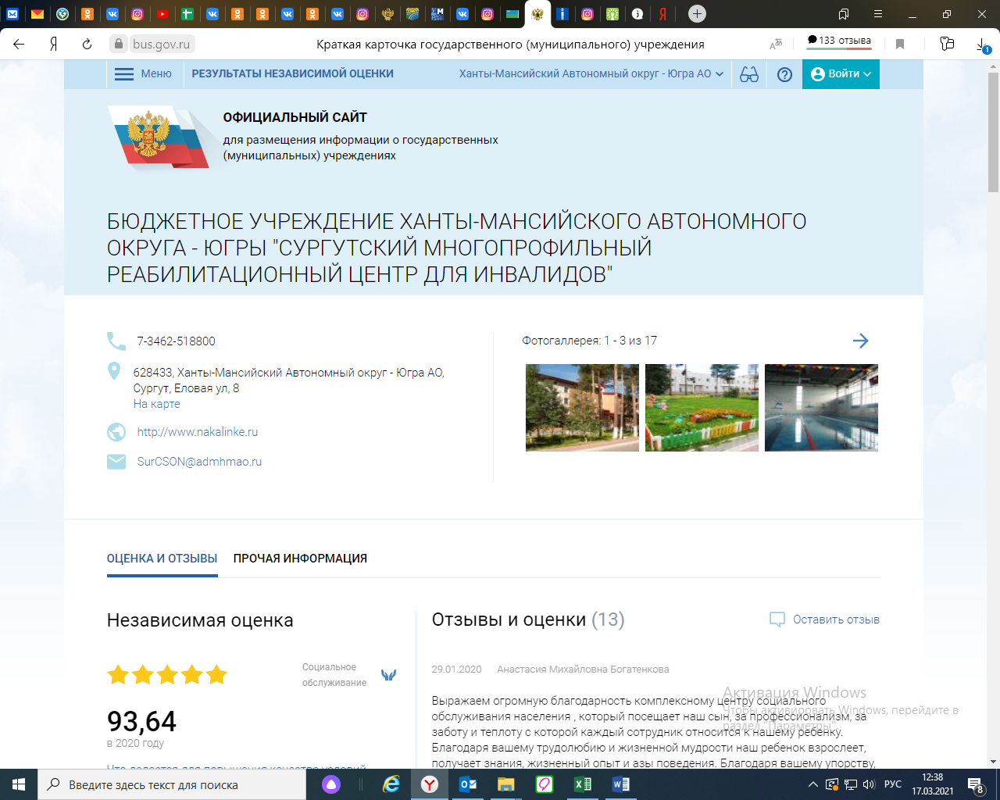 bus.gov.ru
Краткая карточка государственного (муниципального) учреждения
133 отзыва
1
Меню
РЕЗУЛЬТАТЫ НЕЗАВИСИМОЙ ОЦЕНКИ
Ханты-Мансийский Автономный округ - Югра АО
Войти
ОФИЦИАЛЬНЫЙ САЙТ
для размещения информации о государственных
(муниципальных) учреждениях
БЮДЖЕТНОЕ УЧРЕЖДЕНИЕ ХАНТЫ-МАНСИЙСКОГО АВТОНОМНОГО
ОКРУГА - ЮГРЫ "СУРГУТСКИЙ МНОГОПРОФИЛЬНЫЙ
РЕАБИЛИТАЦИОННЫЙ ЦЕНТР ДЛЯ ИНВАЛИДОВ"
7-3462-518800
628433, Ханты-Мансийский Автономный округ - Югра АО,
Сургут, Еловая ул, 8
На карте
http://www.nakalinke.ru
SurCSON@admhmao.ru
Фотогаллерея: 1 - 3 из 17
ОЦЕНКА И ОТЗЫВЫ
ПРОЧАЯ ИНФОРМАЦИЯ
Независимая оценка
Социальное
обслуживание
93,64
в 2020 году
Что делается для повышения качества условий
Отзывы и оценки (13)
Оставить отзыв
29.01.2020 Анастасия Михайловна Богатенкова
Выражаем огромную благодарность комплексному центру социального
обслуживания населения , который посещает наш сын, за профессионализм, за
заботу и теплоту с которой каждый сотрудник относится к нашему ребенку.
Благодаря вашему трудолюбию и жизненной мудрости наш ребенок взрослеет,
получает знания, жизненный опыт и азы поведения. Благодаря вашему упорству,
Активация Windows
Чтобы активировать Windows, перейдите в
раздел "Параметры".
Введите здесь текст для поиска
РУС
12:38
17.03.2021
8